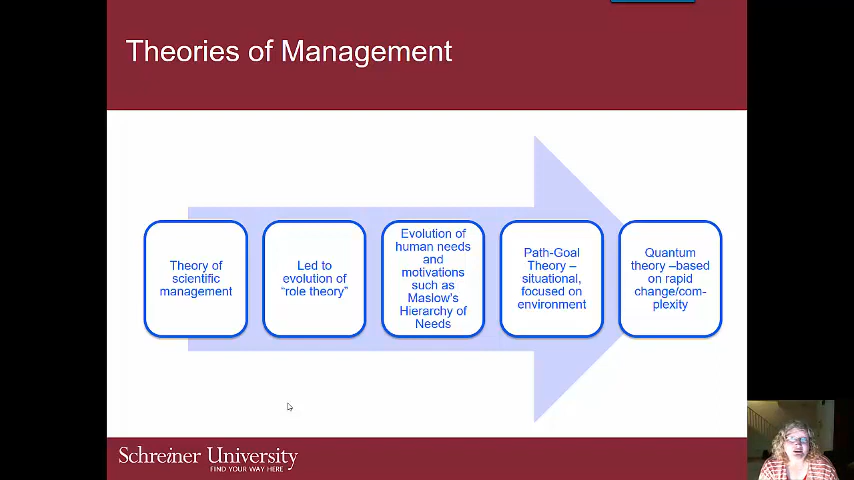 Theories of Management
Theory of
scientific
management
Led to
evolution of
“role theory”
Evolution of
human needs
and
motivations
such as
Maslow's
Hierarchy of
Needs
Path-Goal
Theory –
situational,
focused on
environment
Quantum
theory –based
on rapid
change/com-
plexity
Schreiner University
FIND YOUR WAY HERE